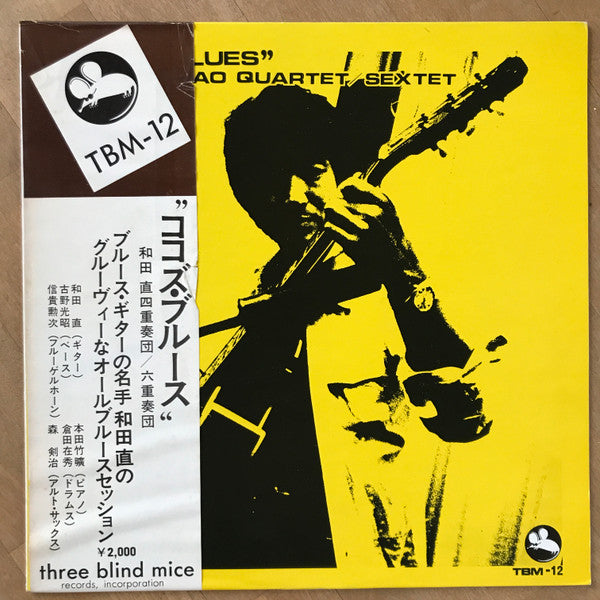 LUES"
AO QUARTET/SEXTET
TBM-12
"ココズ・ブルース"
和田 直四重奏団/六重奏団
ブルース・ギターの名手 和田直の
グルーヴィーなオールブルースセッション
和田 直(ギター) 本田竹曠(ピアノ)
古野光昭(ベース) 倉田在秀(ドラムス)
信貴勲次(フルーゲルホーン) 森 剣治(アルト・サックス)
¥2,000
three blind mice
records, incorporation
TBM-12